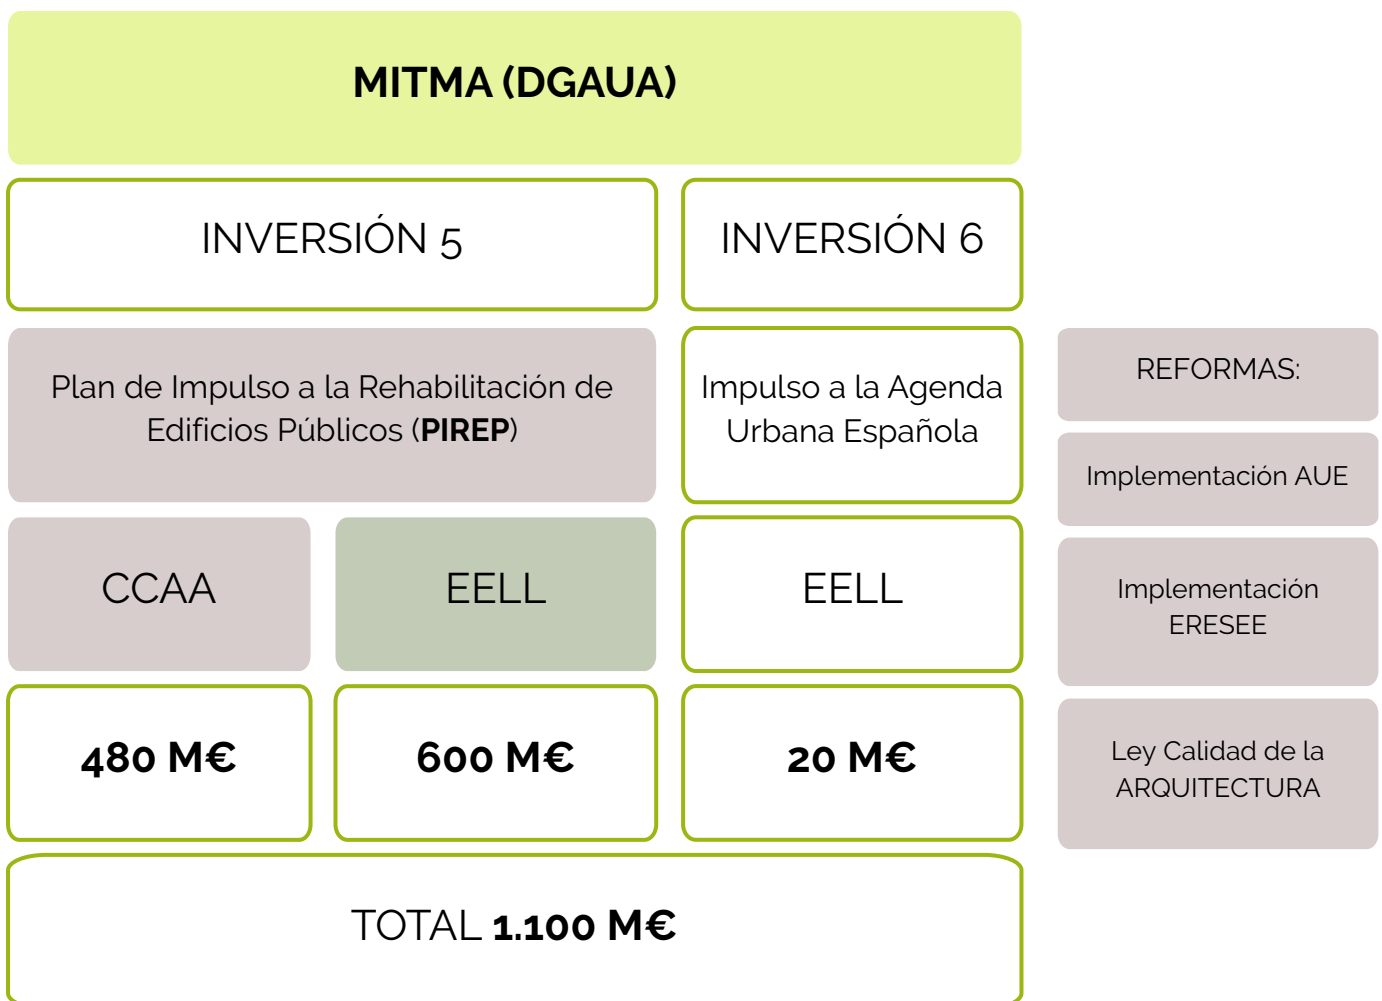 MITMA (DGAUA)
INVERSIÓN 5
INVERSIÓN 6
Plan de Impulso a la Rehabilitación de
Edificios Públicos (PIREP)
Impulso a la Agenda
Urbana Española
CCAA
EELL
EELL
480 M€
600 M€
20 M€
TOTAL 1.100 M€
REFORMAS:
Implementación AUE
Implementación
ERESEE
Ley Calidad de la
ARQUITECTURA